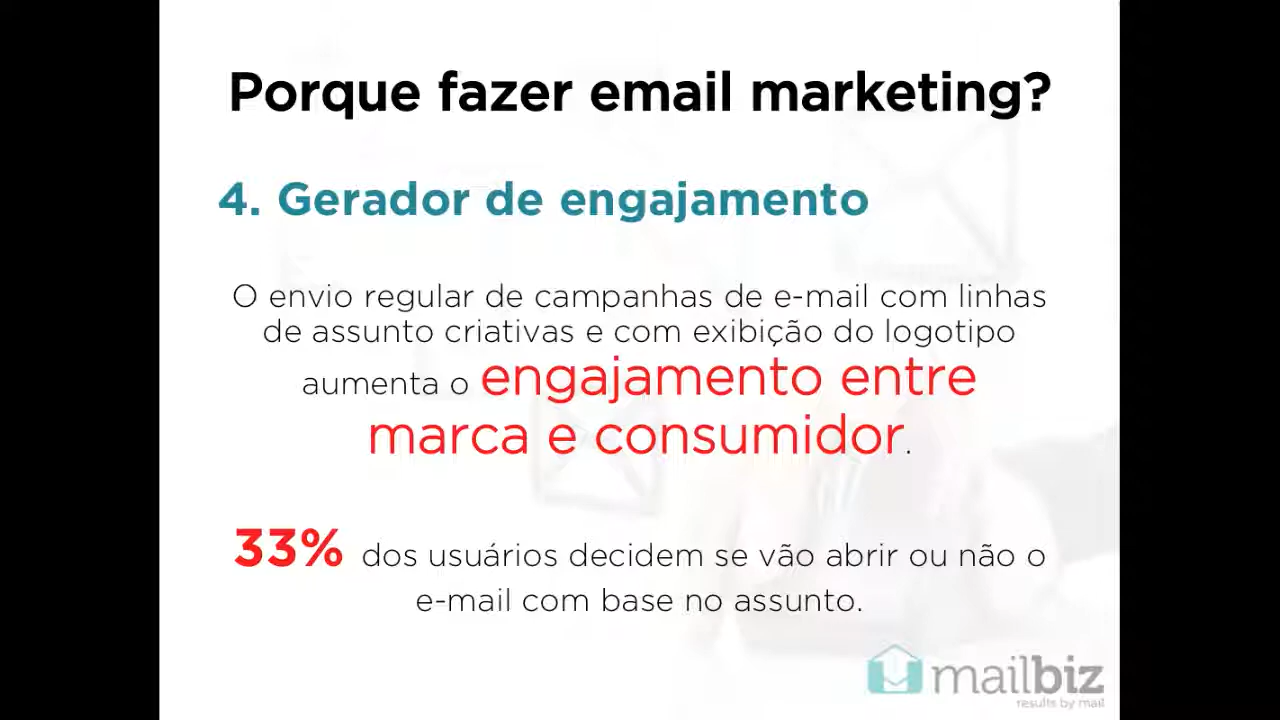 Porque fazer email marketing?
4. Gerador de engajamento
O envio regular de campanhas de e-mail com linhas
de assunto criativas e com exibição do logotipo
aumenta o engajamento entre
marca e consumidor.
33% dos usuários decidem se vão abrir ou não o
e-mail com base no assunto.
mailbiz
results by mail